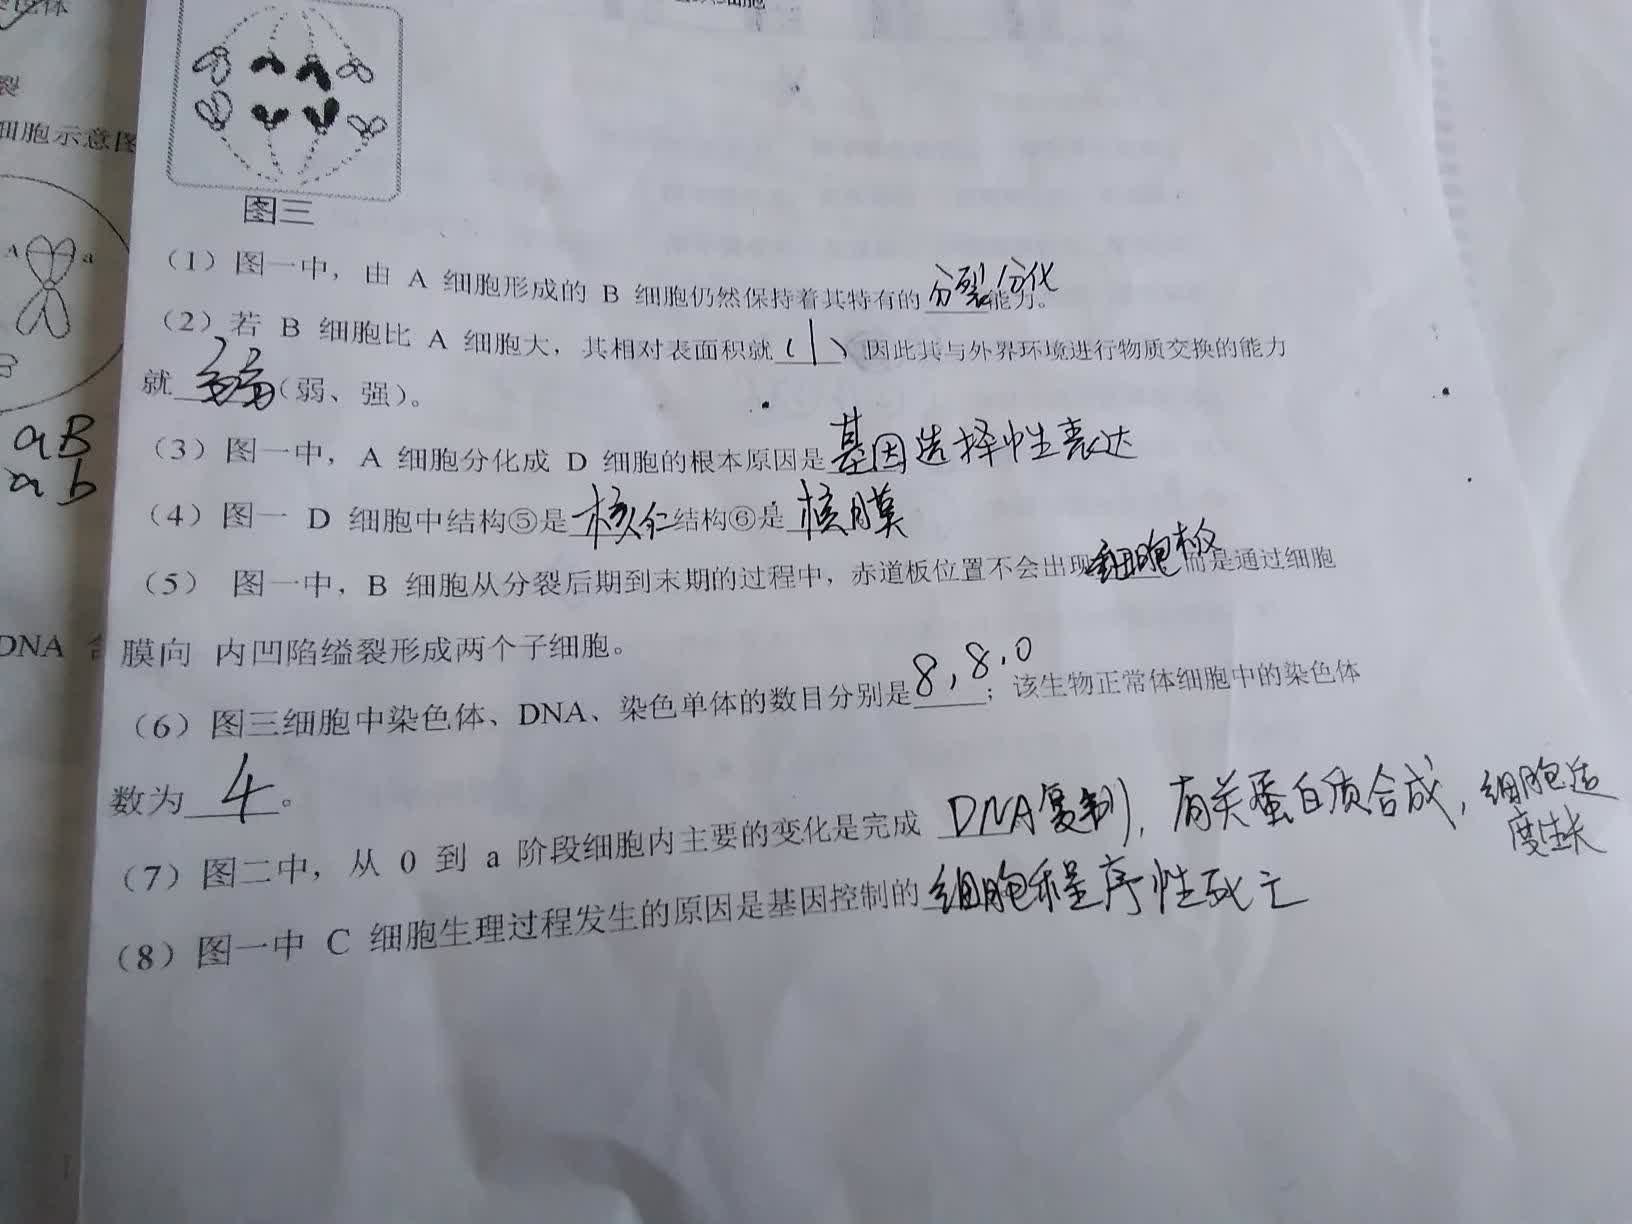 裂
细胞示意图
A
a
aB
ab
DNA
图三
(1) 图一中，由 A 细胞形成的 B 细胞仍然保持着其特有的分裂分化能力。
(2) 若 B 细胞比 A 细胞大，其相对表面积就小，因此其与外界环境进行物质交换的能力
就弱(弱、强)。
(3) 图一中，A 细胞分化成 D 细胞的根本原因是基因选择性表达
(4) 图一 D 细胞中结构⑤是核仁结构⑥是核膜
(5) 图一中，B 细胞从分裂后期到末期的过程中，赤道板位置不会出现细胞板而是通过细胞
膜向 内凹陷缢裂形成两个子细胞。
(6) 图三细胞中染色体、DNA、染色单体的数目分别是8,8,0；该生物正常体细胞中的染色体
数为4。
(7) 图二中，从 0 到 a 阶段细胞内主要的变化是完成 DNA复制，有关蛋白质合成，细胞适
度生长
(8) 图一中 C 细胞生理过程发生的原因是基因控制的细胞程序性死亡